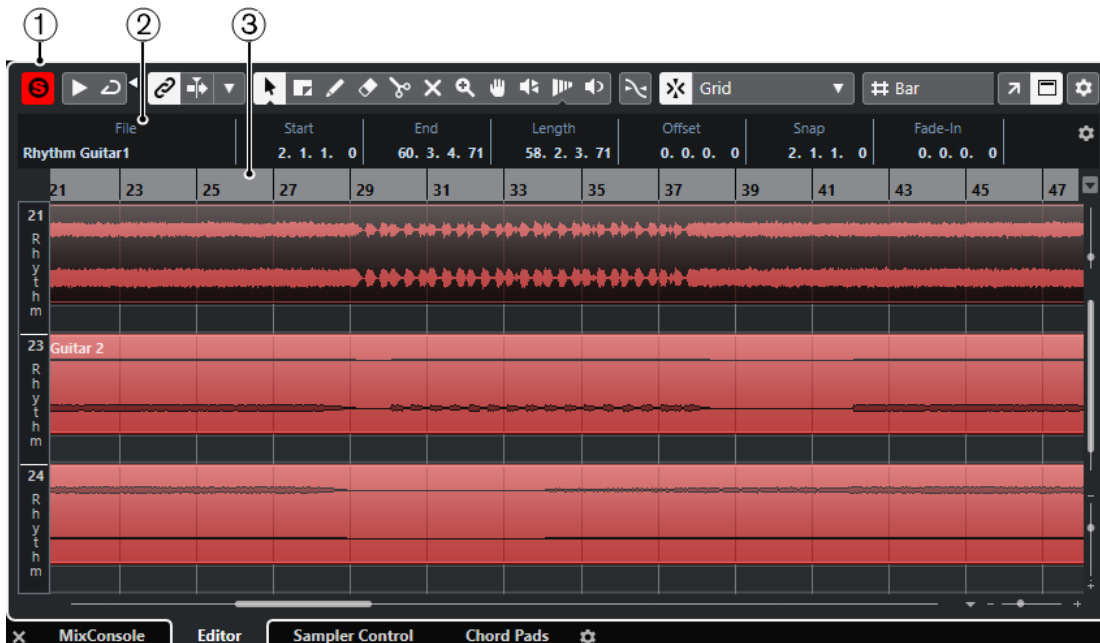 1 2 3
S Grid Bar
File Start End Length Offset Snap Fade-In
Rhythm Guitar1 2. 1. 1. 0 60. 3. 4. 71 58. 2. 3. 71 0. 0. 0. 0 2. 1. 1. 0 0. 0. 0. 0
21 23 25 27 29 31 33 35 37 39 41 43 45 47
21
Rhythm
23 Guitar 2
Rhythm
24
Rhythm
MixConsole Editor Sampler Control Chord Pads